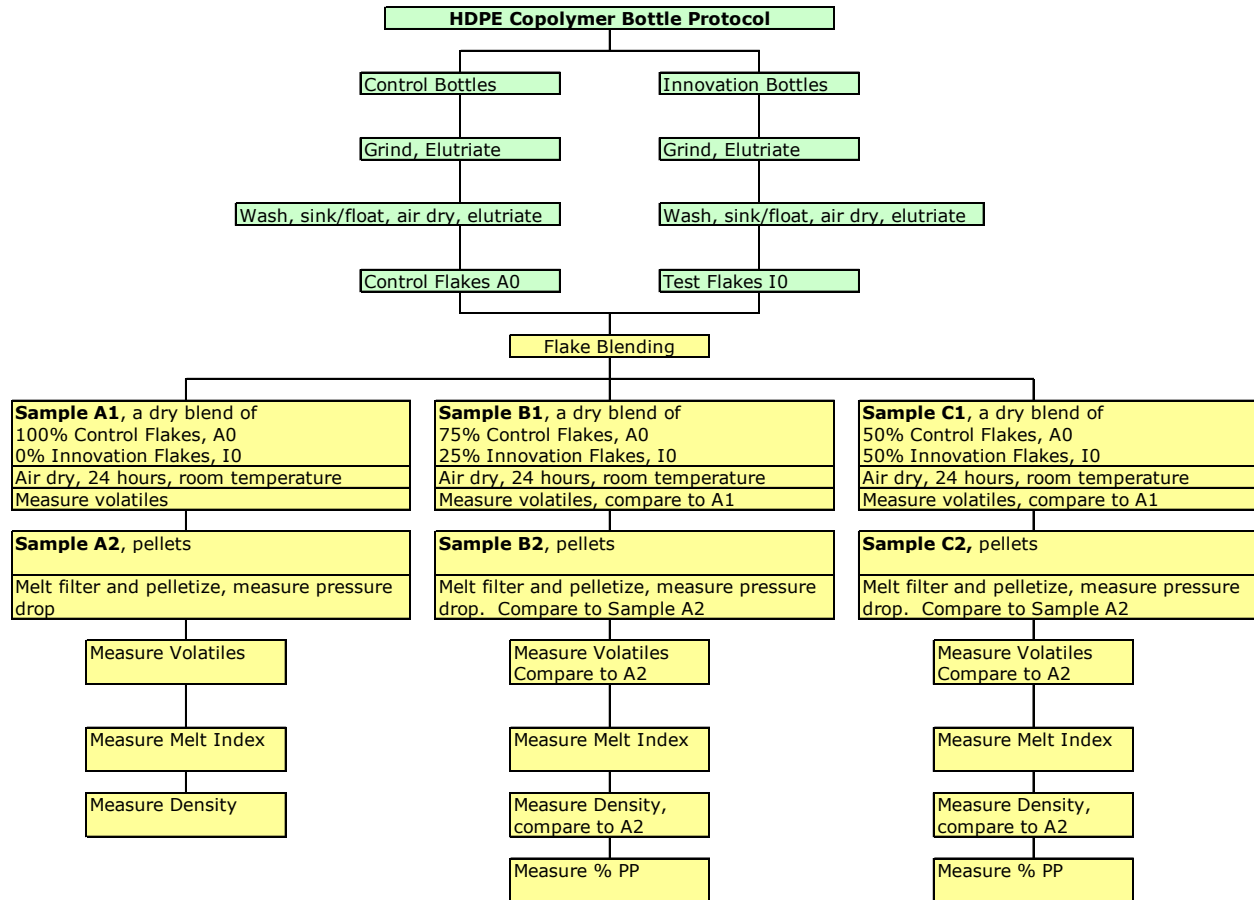 HDPE Copolymer Bottle Protocol
Control Bottles
Innovation Bottles
Grind, Elutriate
Grind, Elutriate
Wash, sink/float, air dry, elutriate
Wash, sink/float, air dry, elutriate
Control Flakes A0
Test Flakes I0
Flake Blending
Sample A1, a dry blend of
100% Control Flakes, A0
0% Innovation Flakes, I0
Air dry, 24 hours, room temperature
Measure volatiles
Sample B1, a dry blend of
75% Control Flakes, A0
25% Innovation Flakes, I0
Air dry, 24 hours, room temperature
Measure volatiles, compare to A1
Sample C1, a dry blend of
50% Control Flakes, A0
50% Innovation Flakes, I0
Air dry, 24 hours, room temperature
Measure volatiles, compare to A1
Sample A2, pellets
Melt filter and pelletize, measure pressure
drop
Sample B2, pellets
Melt filter and pelletize, measure pressure
drop.  Compare to Sample A2
Sample C2, pellets
Melt filter and pelletize, measure pressure
drop.  Compare to Sample A2
Measure Volatiles
Measure Volatiles
Compare to A2
Measure Volatiles
Compare to A2
Measure Melt Index
Measure Melt Index
Measure Melt Index
Measure Density
Measure Density,
compare to A2
Measure Density,
compare to A2
Measure % PP
Measure % PP